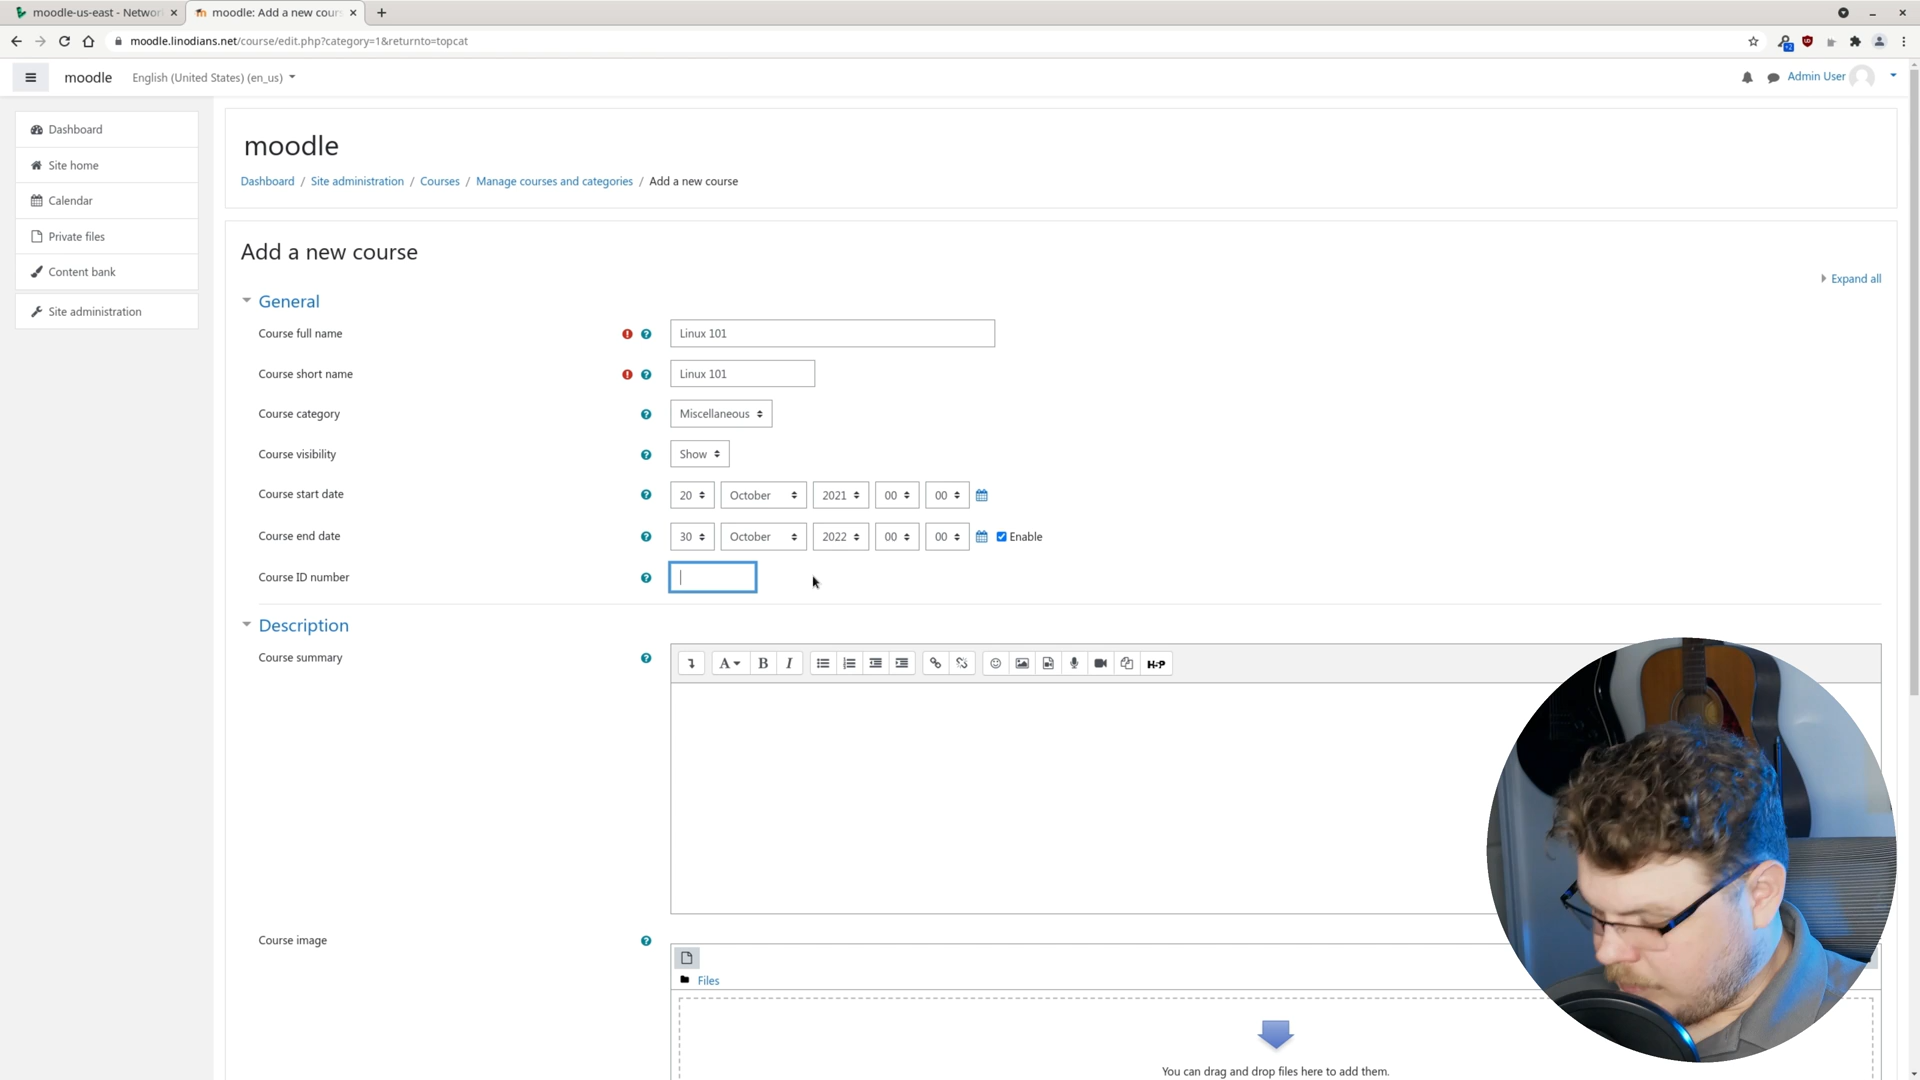 moodle-us-east - Networ
moodle: Add a new cour
moodle.linodians.net/course/edit.php?category=1&returnto=topcat
moodle
English (United States) (en_us)
Admin User
Dashboard
Site home
Calendar
Private files
Content bank
Site administration
moodle
Dashboard / Site administration / Courses / Manage courses and categories / Add a new course
Add a new course
Expand all
General
Course full name
Linux 101
Course short name
Linux 101
Course category
Miscellaneous
Course visibility
Show
Course start date
20 October 2021 00 00
Course end date
30 October 2022 00 00 Enable
Course ID number
Description
Course summary
A B I
H-P
Course image
Files
You can drag and drop files here to add them.